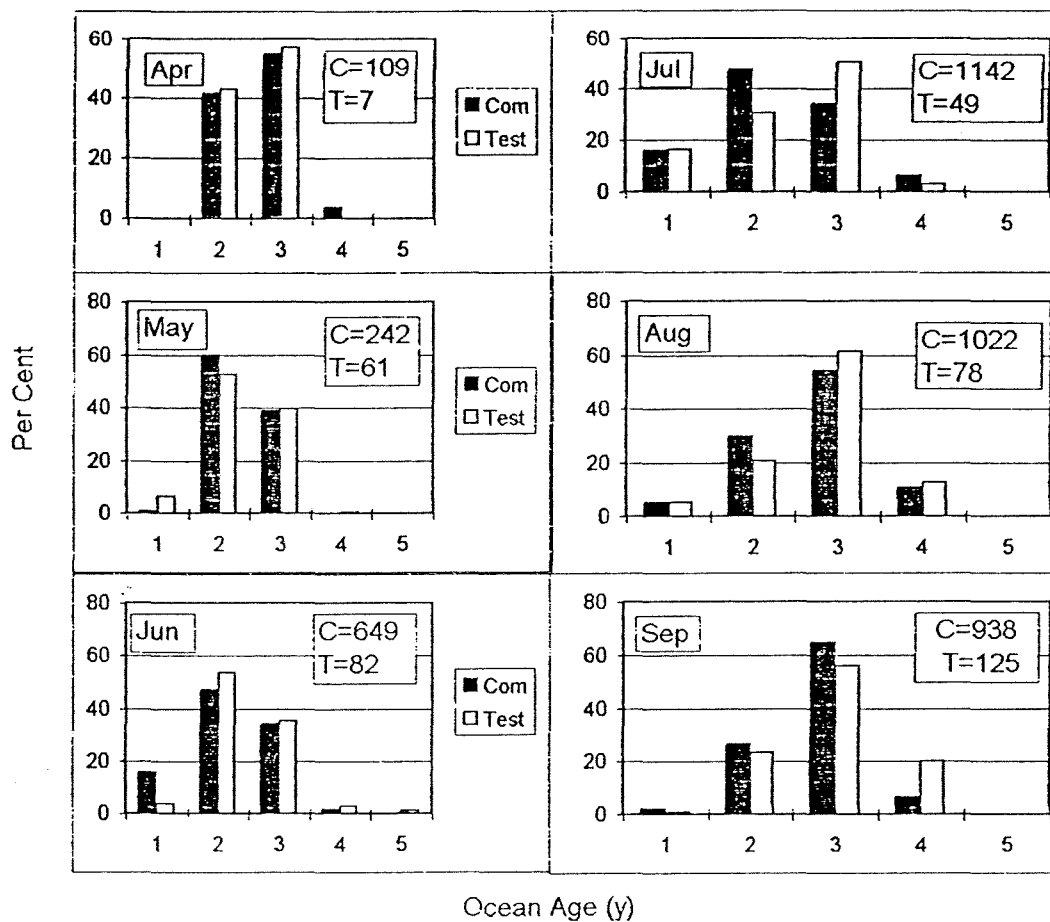 Per Cent
Apr
C=109
T=7
Com
Test
60
40
20
0
1 2 3 4 5
Jul
C=1142
T=49
60
40
20
0
1 2 3 4 5
May
C=242
T=61
Com
Test
80
60
40
20
0
1 2 3 4 5
Aug
C=1022
T=78
80
60
40
20
0
1 2 3 4 5
Jun
C=649
T=82
Com
Test
80
60
40
20
0
1 2 3 4 5
Sep
C=938
T=125
80
60
40
20
0
1 2 3 4 5
Ocean Age (y)